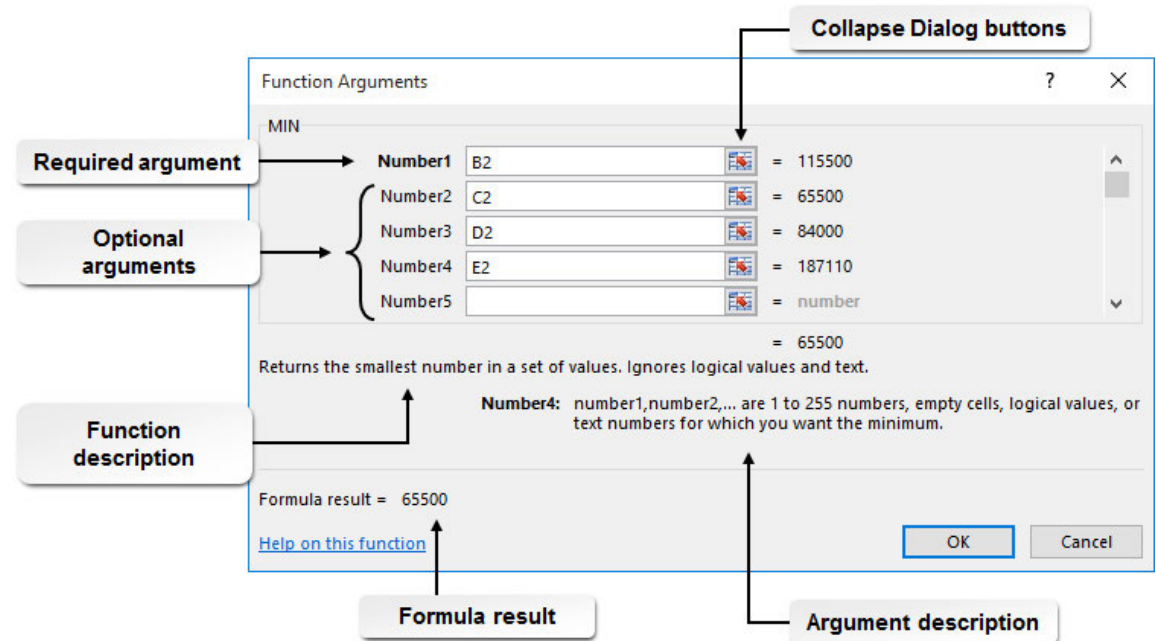 Collapse Dialog buttons
Function Arguments ? ×
MIN
Required argument
Number1 B2 = 115500
Number2 C2 = 65500
Optional
arguments
Number3 D2 = 84000
Number4 E2 = 187110
Number5 = number
= 65500
Returns the smallest number in a set of values. Ignores logical values and text.
Number4: number1,number2,... are 1 to 255 numbers, empty cells, logical values, or
text numbers for which you want the minimum.
Function
description
Formula result = 65500
Help on this function
OK Cancel
Formula result
Argument description